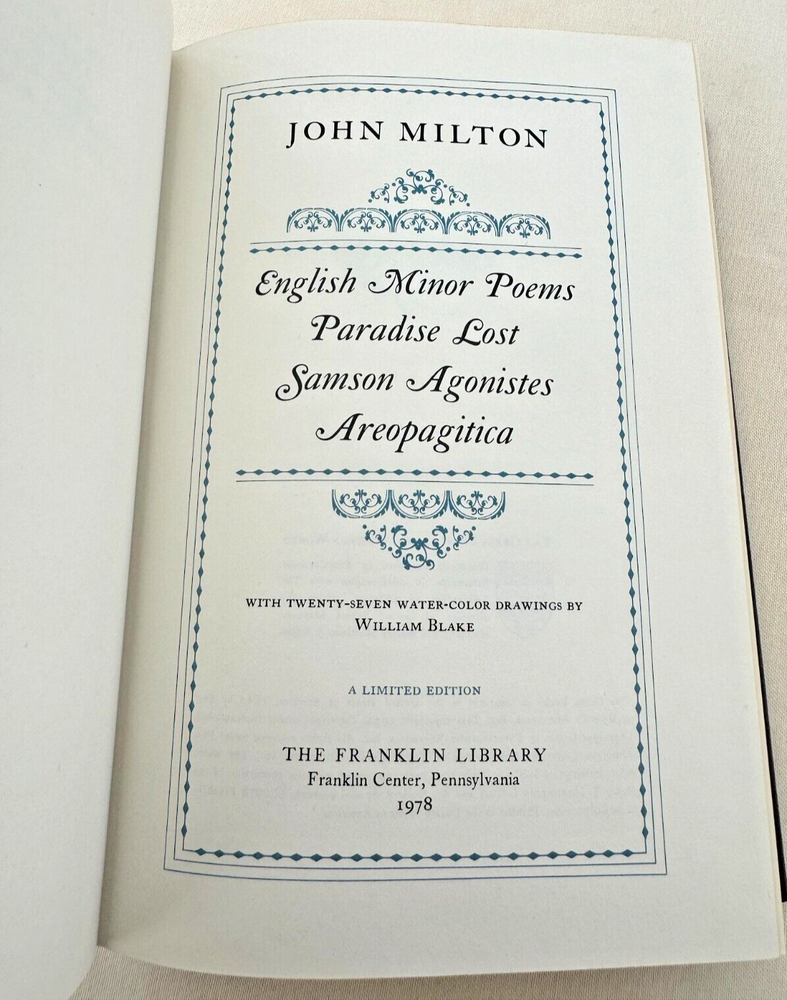 JOHN MILTON
English Minor Poems
Paradise Lost
Samson Agonistes
Areopagitica
WITH TWENTY-SEVEN WATER-COLOR DRAWINGS BY
WILLIAM BLAKE
A LIMITED EDITION
THE FRANKLIN LIBRARY
Franklin Center, Pennsylvania
1978